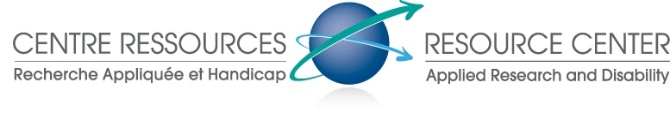 CENTRE RESSOURCES
Recherche Appliquée et Handicap
RESOURCE CENTER
Applied Research and Disability